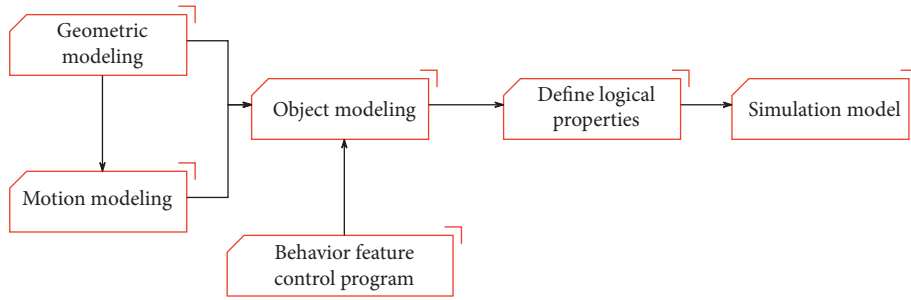 Geometric
modeling
Motion modeling
Object modeling
Behavior feature
control program
Define logical
properties
Simulation model